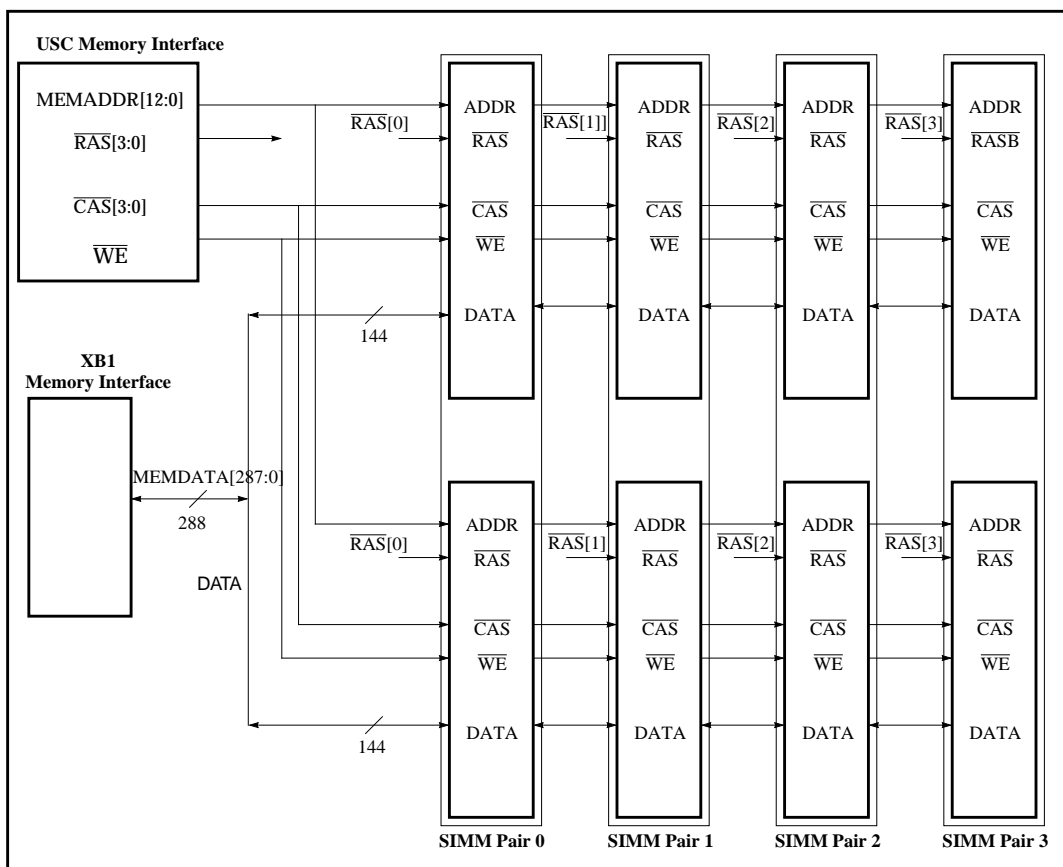 USC Memory Interface
MEMADDR[12:0]
RAS[3:0]
CAS[3:0]
WE
XB1
Memory Interface
MEMDATA[287:0]
288
DATA
144
144
RAS[0]
ADDR
RAS
CAS
WE
DATA
RAS[1]]
ADDR
RAS
CAS
WE
DATA
RAS[2]
ADDR
RAS
CAS
WE
DATA
RAS[3]
ADDR
RASB
CAS
WE
DATA
RAS[0]
ADDR
RAS
CAS
WE
DATA
RAS[1]
ADDR
RAS
CAS
WE
DATA
RAS[2]
ADDR
RAS
CAS
WE
DATA
RAS[3]
ADDR
RAS
CAS
WE
DATA
SIMM Pair 0
SIMM Pair 1
SIMM Pair 2
SIMM Pair 3